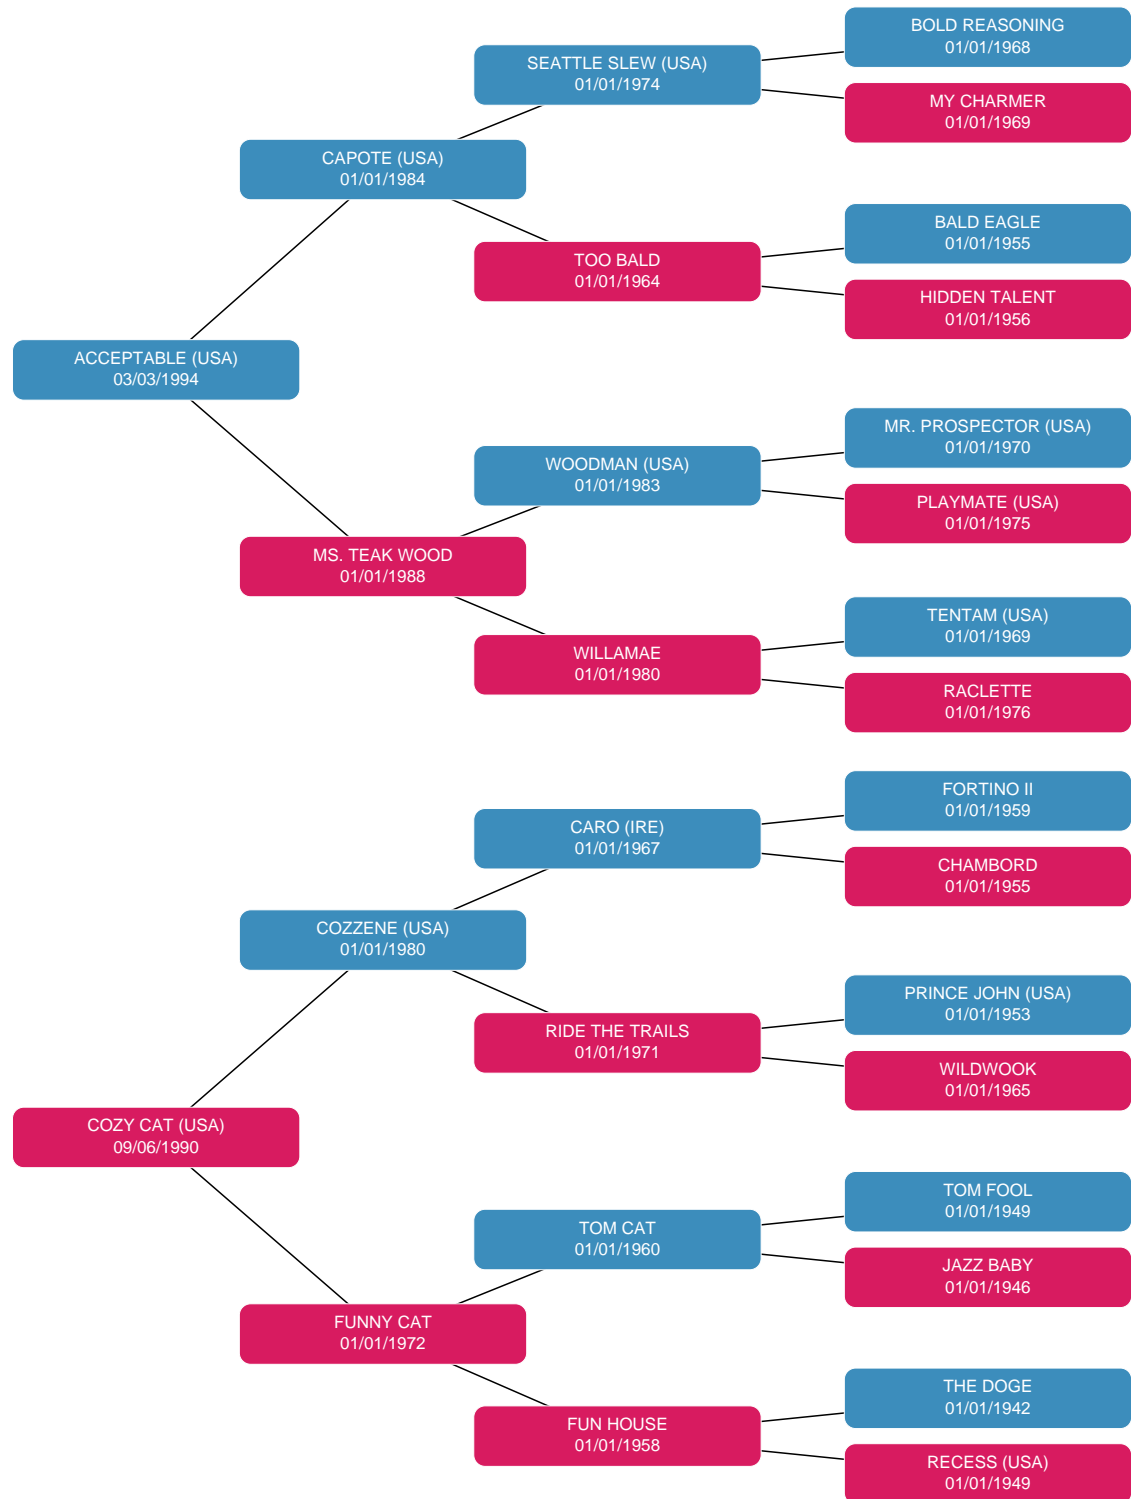 BOLD REASONING
01/01/1968
SEATTLE SLEW (USA)
01/01/1974
MY CHARMER
01/01/1969
CAPOTE (USA)
01/01/1984
BALD EAGLE
01/01/1955
TOO BALD
01/01/1964
HIDDEN TALENT
01/01/1956
ACCEPTABLE (USA)
03/03/1994
MR. PROSPECTOR (USA)
01/01/1970
WOODMAN (USA)
01/01/1983
PLAYMATE (USA)
01/01/1975
MS. TEAK WOOD
01/01/1988
TENTAM (USA)
01/01/1969
WILLAMAE
01/01/1980
RACLETTE
01/01/1976
FORTINO II
01/01/1959
CARO (IRE)
01/01/1967
CHAMBORD
01/01/1955
COZZENE (USA)
01/01/1980
PRINCE JOHN (USA)
01/01/1953
RIDE THE TRAILS
01/01/1971
WILDWOOK
01/01/1965
COZY CAT (USA)
09/06/1990
TOM FOOL
01/01/1949
TOM CAT
01/01/1960
JAZZ BABY
01/01/1946
FUNNY CAT
01/01/1972
THE DOGE
01/01/1942
FUN HOUSE
01/01/1958
RECESS (USA)
01/01/1949